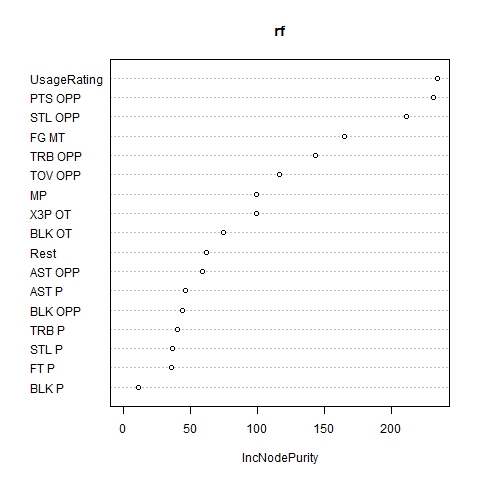 rf
UsageRating
PTS OPP
STL OPP
FG MT
TRB OPP
TOV OPP
MP
X3P OT
BLK OT
Rest
AST OPP
AST P
BLK OPP
TRB P
STL P
FT P
BLK P
0 50 100 150 200
IncNodePurity